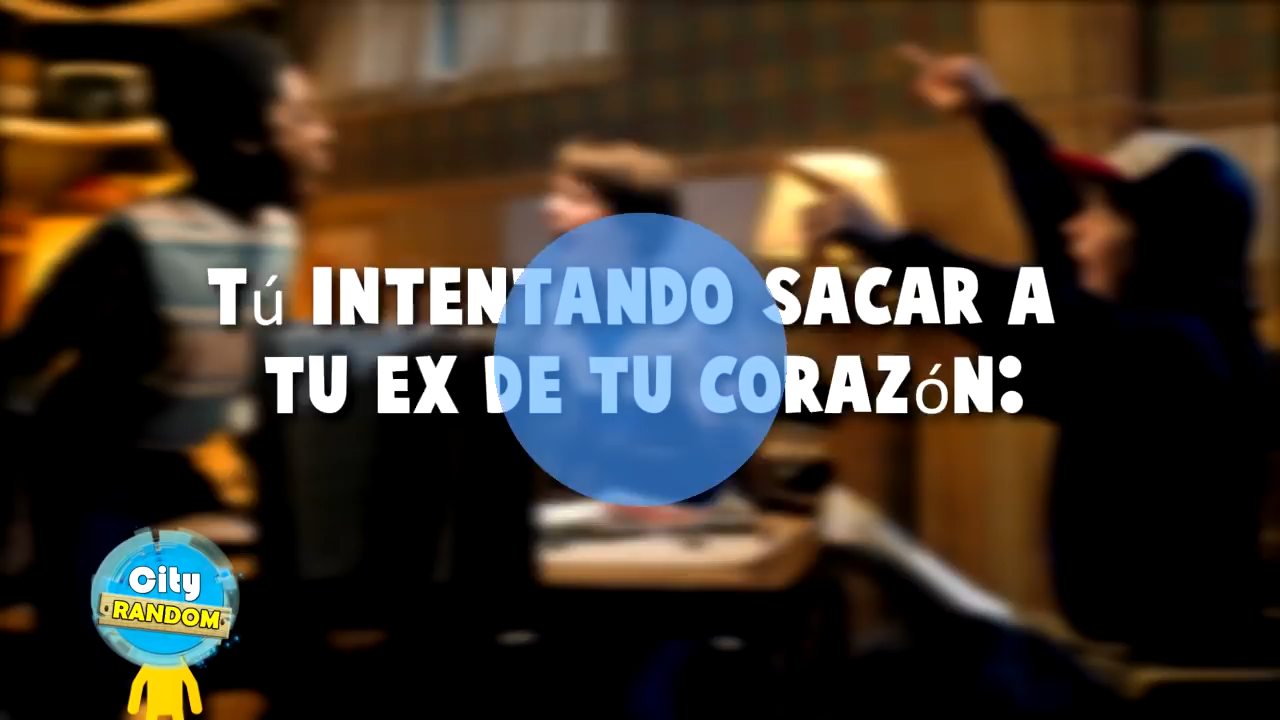 Tú INTENTANDO SACAR A
TU EX DE TU CORAZóN:
City
RANDOM